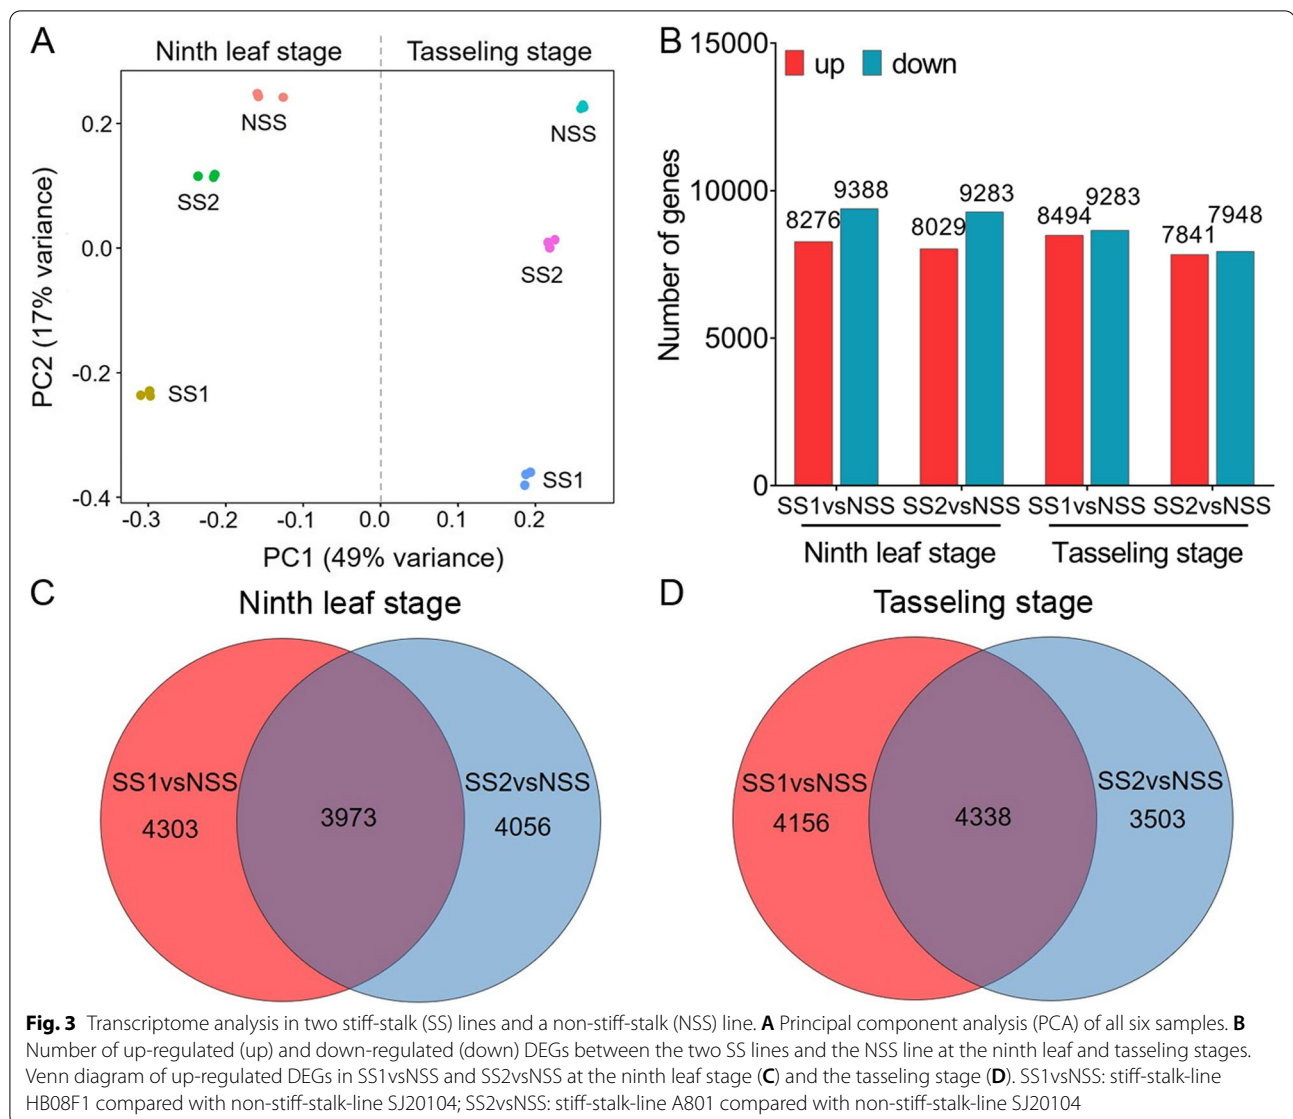 A
Ninth leaf stage
Tasseling stage
NSS
NSS
SS2
SS2
SS1
SS1
0.2
0.0
-0.2
-0.4
PC2 (17% variance)
-0.3
-0.2
-0.1
0.0
0.1
0.2
PC1 (49% variance)
B
up
down
15000
10000
5000
0
Number of genes
8276
9388
8029
9283
8494
9283
7841
7948
SS1vsNSS
SS2vsNSS
SS1vsNSS
SS2vsNSS
Ninth leaf stage
Tasseling stage
C
Ninth leaf stage
SS1vsNSS
4303
3973
SS2vsNSS
4056
D
Tasseling stage
SS1vsNSS
4156
4338
SS2vsNSS
3503
Fig. 3 Transcriptome analysis in two stiff-stalk (SS) lines and a non-stiff-stalk (NSS) line. A Principal component analysis (PCA) of all six samples. B
Number of up-regulated (up) and down-regulated (down) DEGs between the two SS lines and the NSS line at the ninth leaf and tasseling stages.
Venn diagram of up-regulated DEGs in SS1vsNSS and SS2vsNSS at the ninth leaf stage (C) and the tasseling stage (D). SS1vsNSS: stiff-stalk-line
HB08F1 compared with non-stiff-stalk-line SJ20104; SS2vsNSS: stiff-stalk-line A801 compared with non-stiff-stalk-line SJ20104